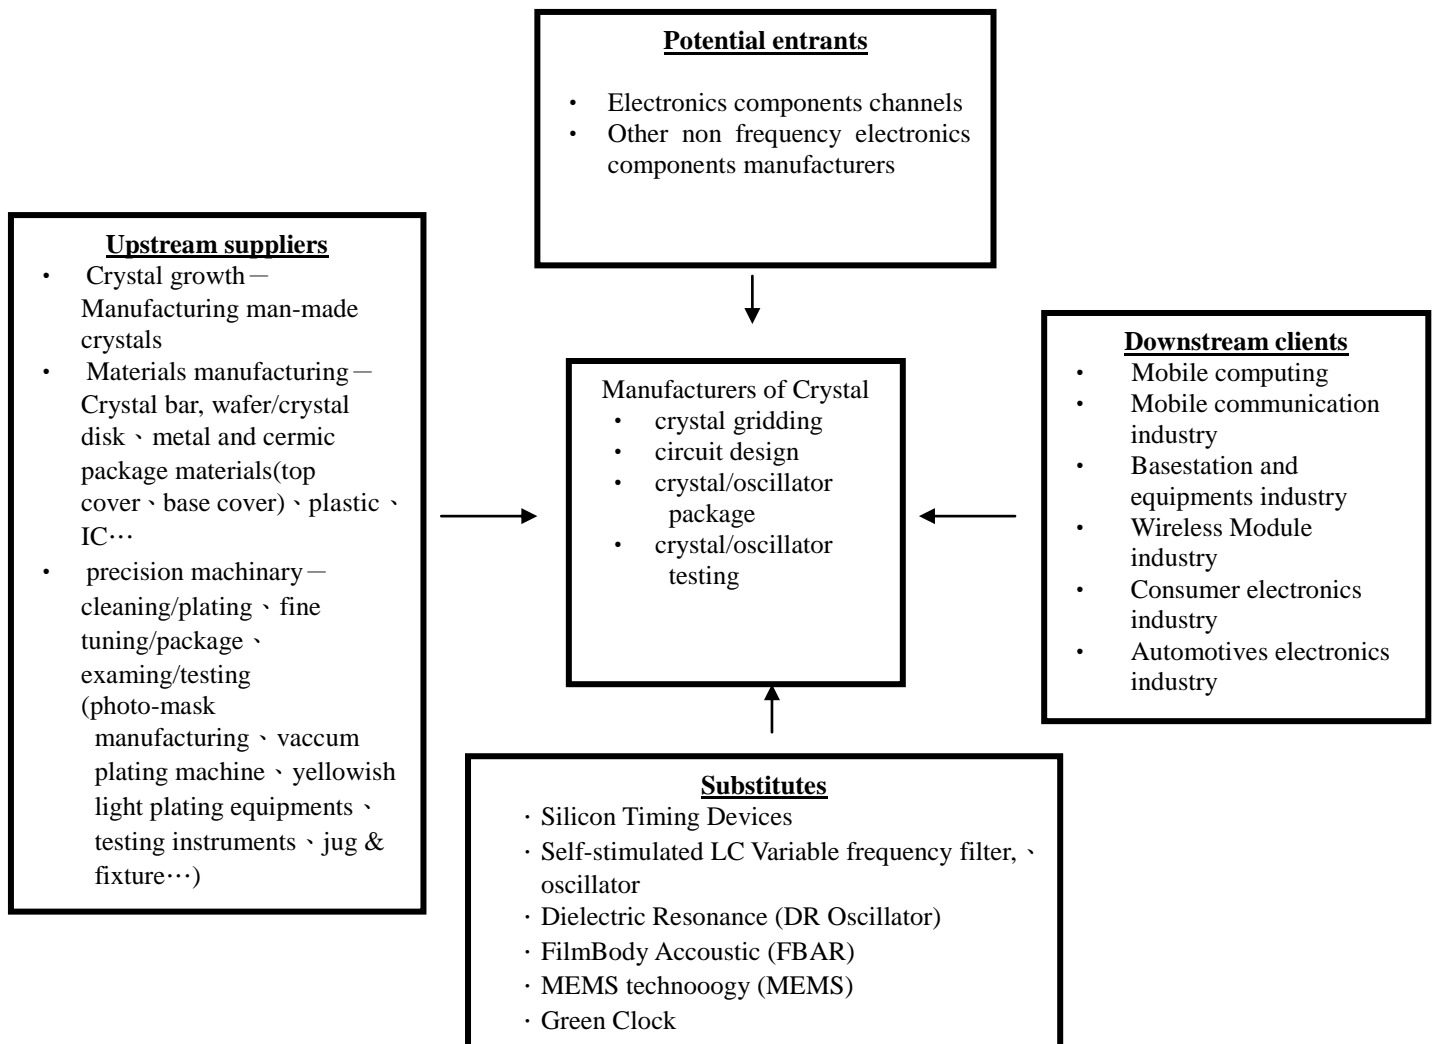 Potential entrants
・ Electronics components channels
・ Other non frequency electronics
components manufacturers
Upstream suppliers
・ Crystal growth－
Manufacturing man-made
crystals
・ Materials manufacturing－
Crystal bar, wafer/crystal
disk、metal and cermic
package materials(top
cover、base cover)、plastic、
IC…
・ precision machinary－
cleaning/plating、fine
tuning/package、
examing/testing
(photo-mask
manufacturing、vaccum
plating machine、yellowish
light plating equipments、
testing instruments、jug &
fixture…)
Manufacturers of Crystal
・ crystal gridding
・ circuit design
・ crystal/oscillator
package
・ crystal/oscillator
testing
Downstream clients
・ Mobile computing
・ Mobile communication
industry
・ Basestation and
equipments industry
・ Wireless Module
industry
・ Consumer electronics
industry
・ Automotives electronics
industry
Substitutes
・Silicon Timing Devices
・Self-stimulated LC Variable frequency filter,、
oscillator
・Dielectric Resonance (DR Oscillator)
・FilmBody Accoustic (FBAR)
・MEMS technooogy (MEMS)
・Green Clock